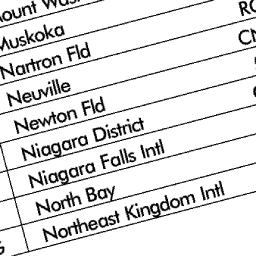 Muskoka
Nartron Fld
Neuville
Newton Fld
Niagara District
Niagara Falls Intl
North Bay
Northeast Kingdom Intl